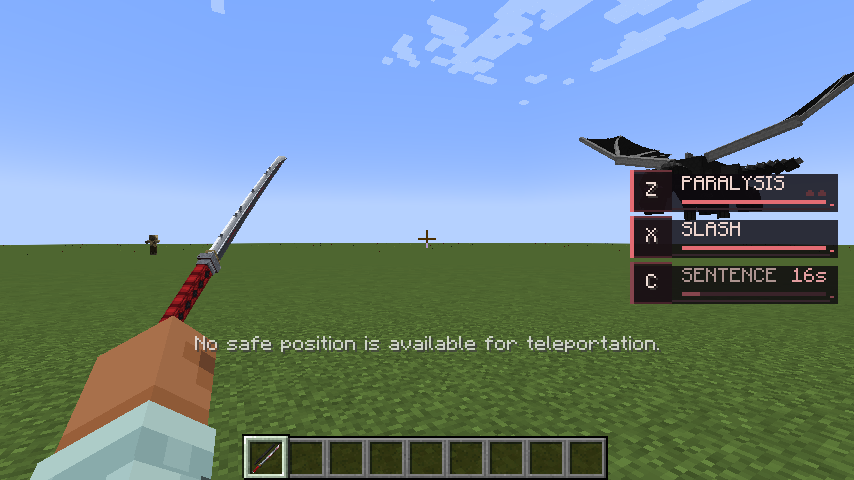 Z PARALYSIS
X SLASH
C SENTENCE 16s
No safe position is available for teleportation.